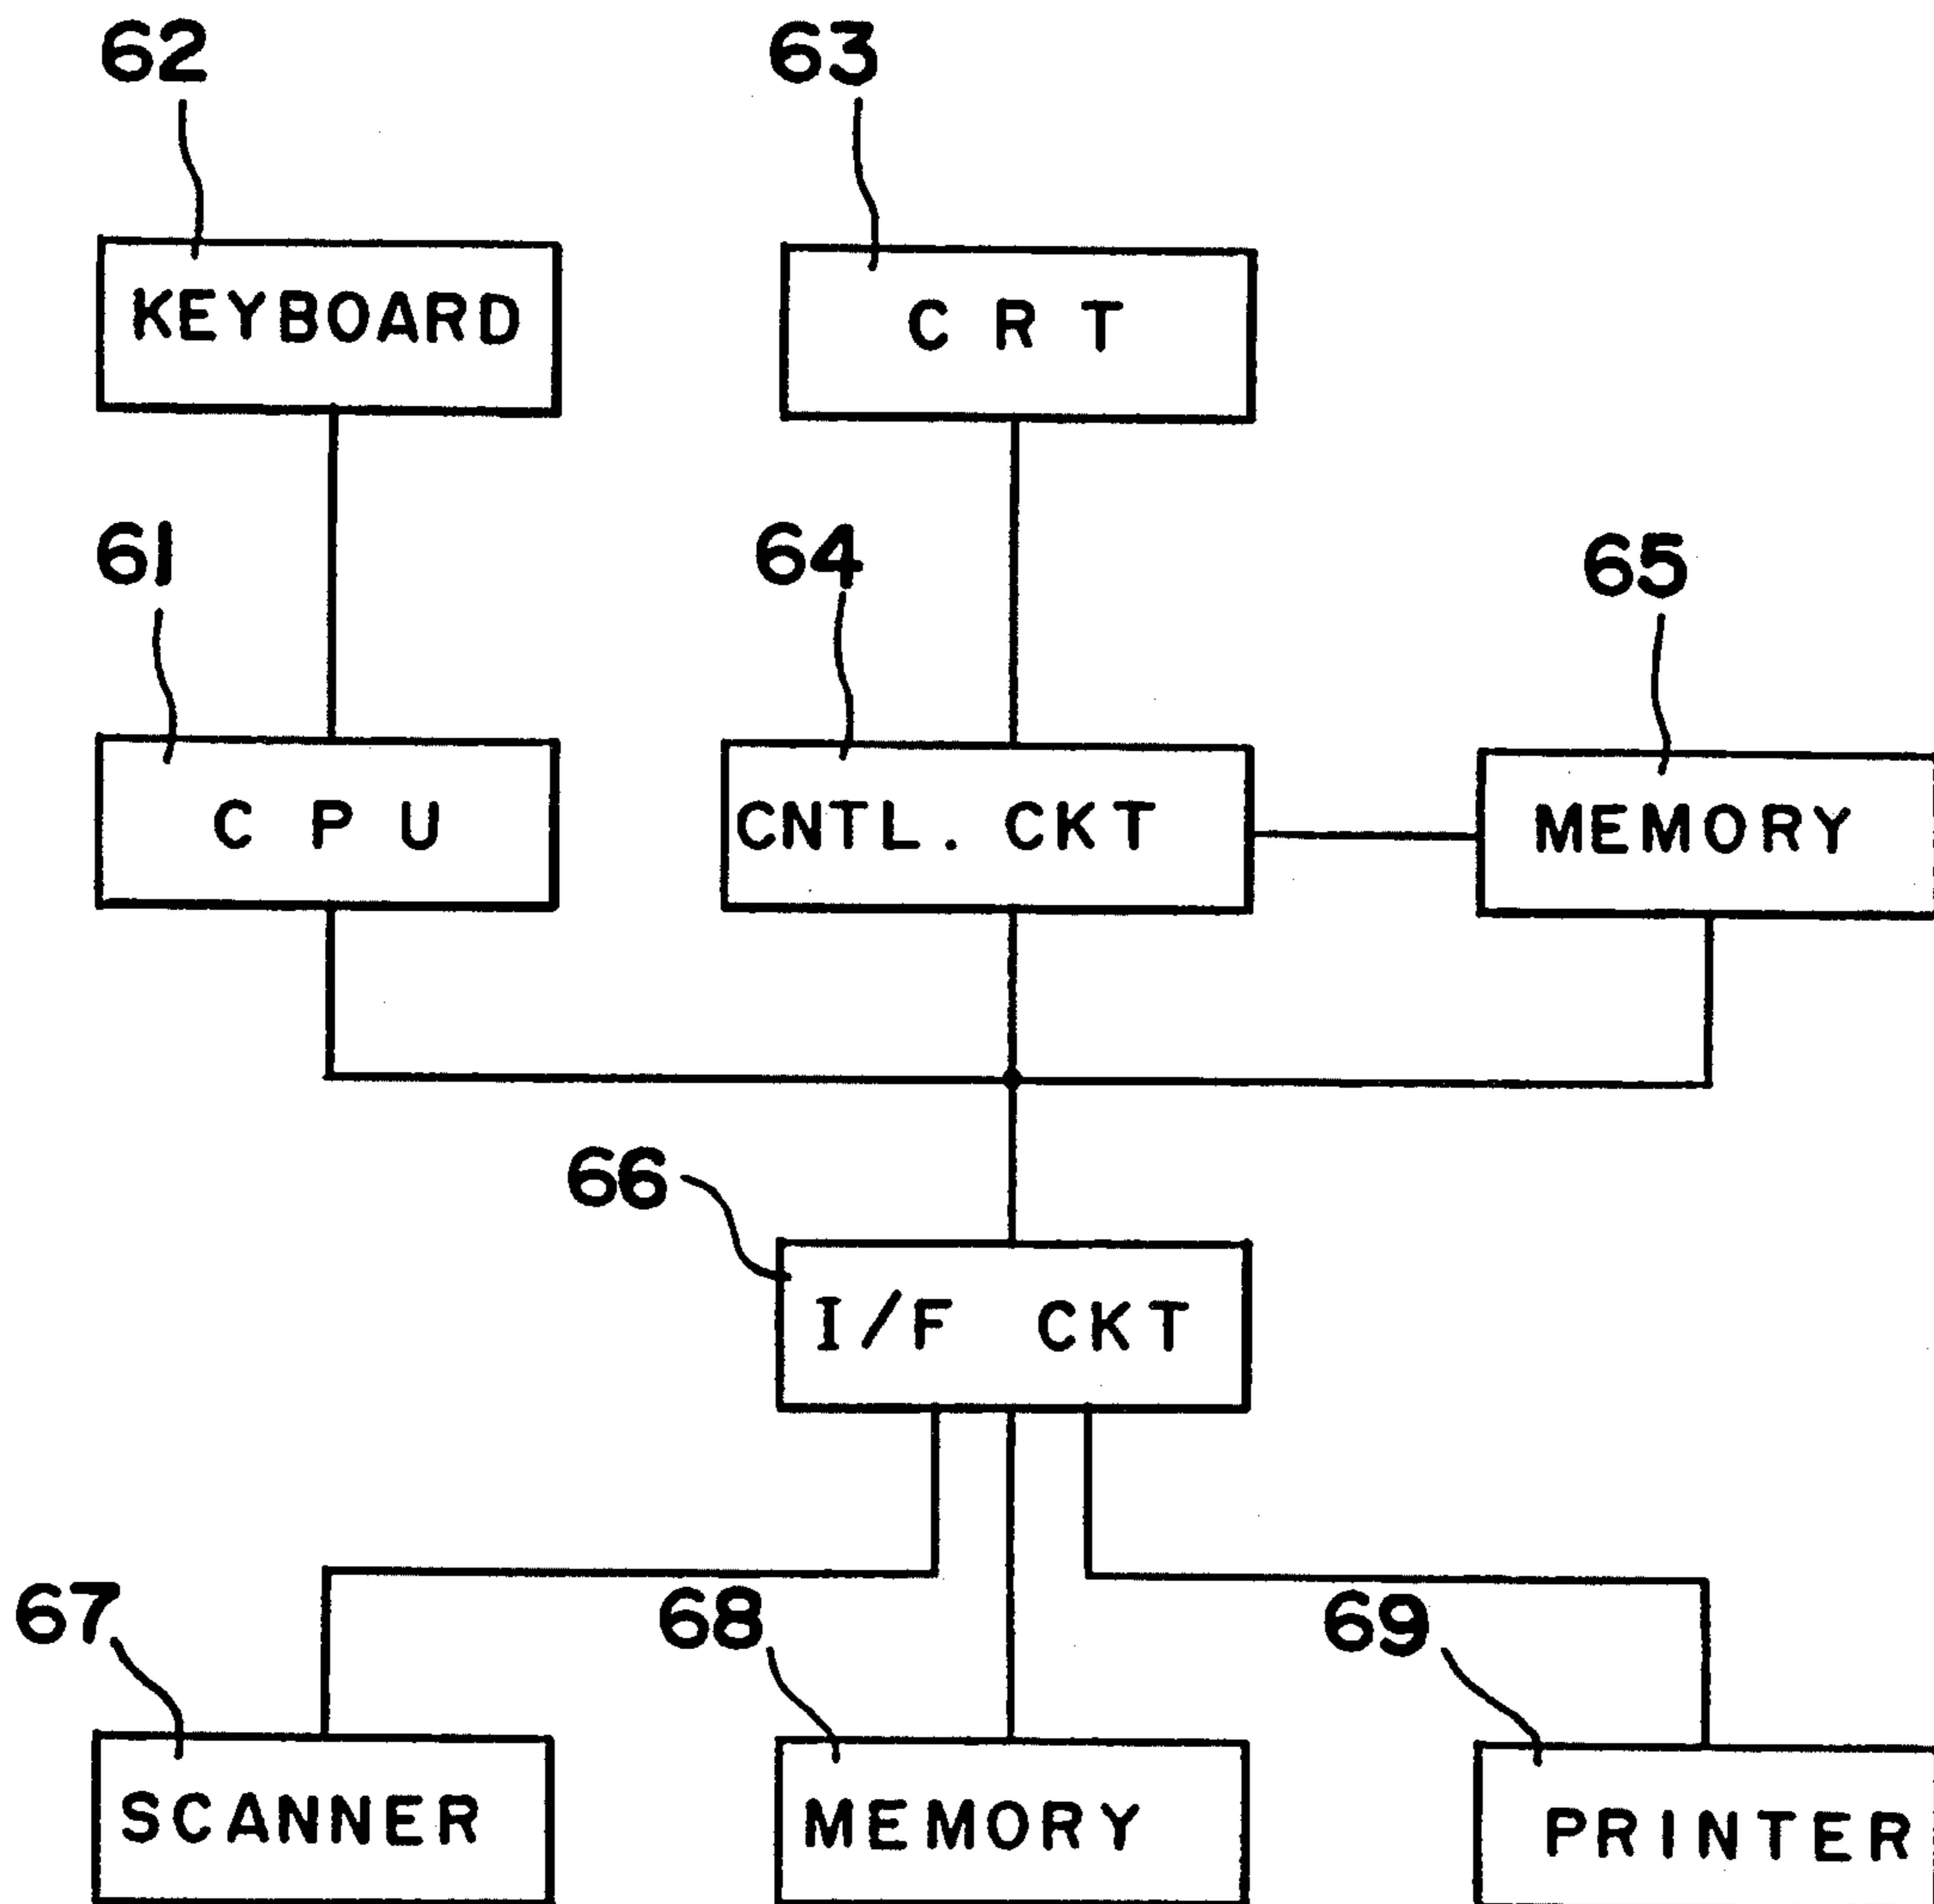 62
63
KEYBOARD
C R T
61
64
65
C P U
CNTL. CKT
MEMORY
66
I/F CKT
67
68
69
SCANNER
MEMORY
PRINTER